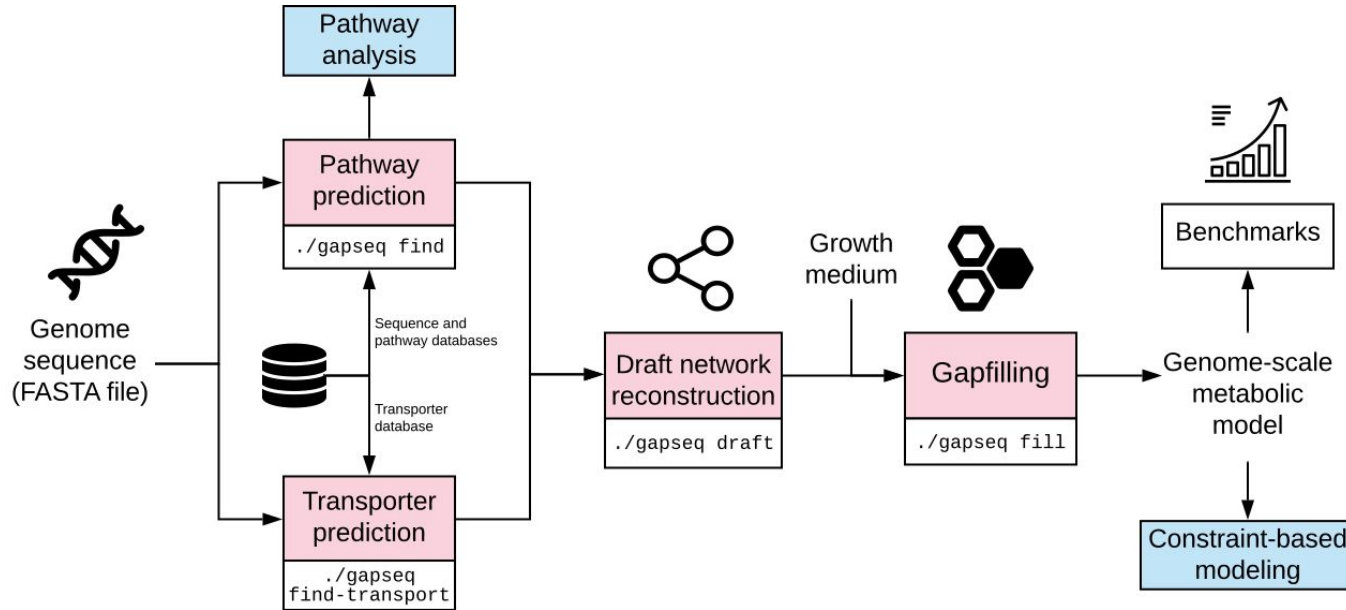 Pathway
analysis
Pathway
prediction
./gapseq find
Genome
sequence
(FASTA file)
Sequence and
pathway databases
Transporter
database
Transporter
prediction
./gapseq
find-transport
Draft network
reconstruction
./gapseq draft
Growth
medium
Gapfilling
./gapseq fill
Benchmarks
Genome-scale
metabolic
model
Constraint-based
modeling